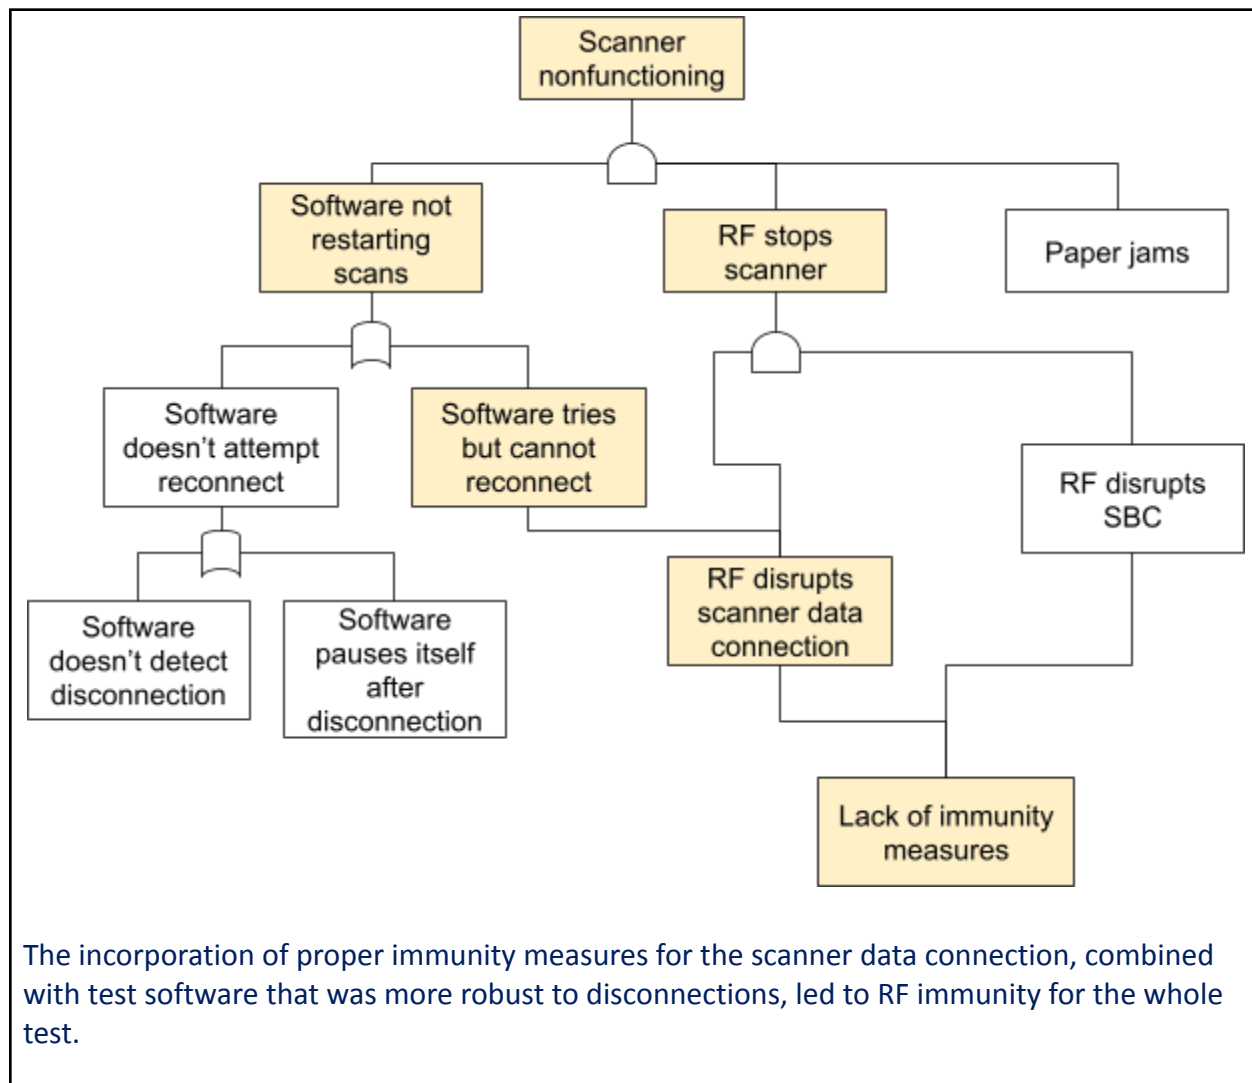 Scanner
nonfunctioning
Software not
restarting
scans
RF stops
scanner
Paper jams
Software
doesn’t attempt
reconnect
Software tries
but cannot
reconnect
RF disrupts
SBC
RF disrupts
scanner data
connection
Software
doesn’t detect
disconnection
Software
pauses itself
after
disconnection
Lack of immunity
measures
The incorporation of proper immunity measures for the scanner data connection, combined
with test software that was more robust to disconnections, led to RF immunity for the whole
test.